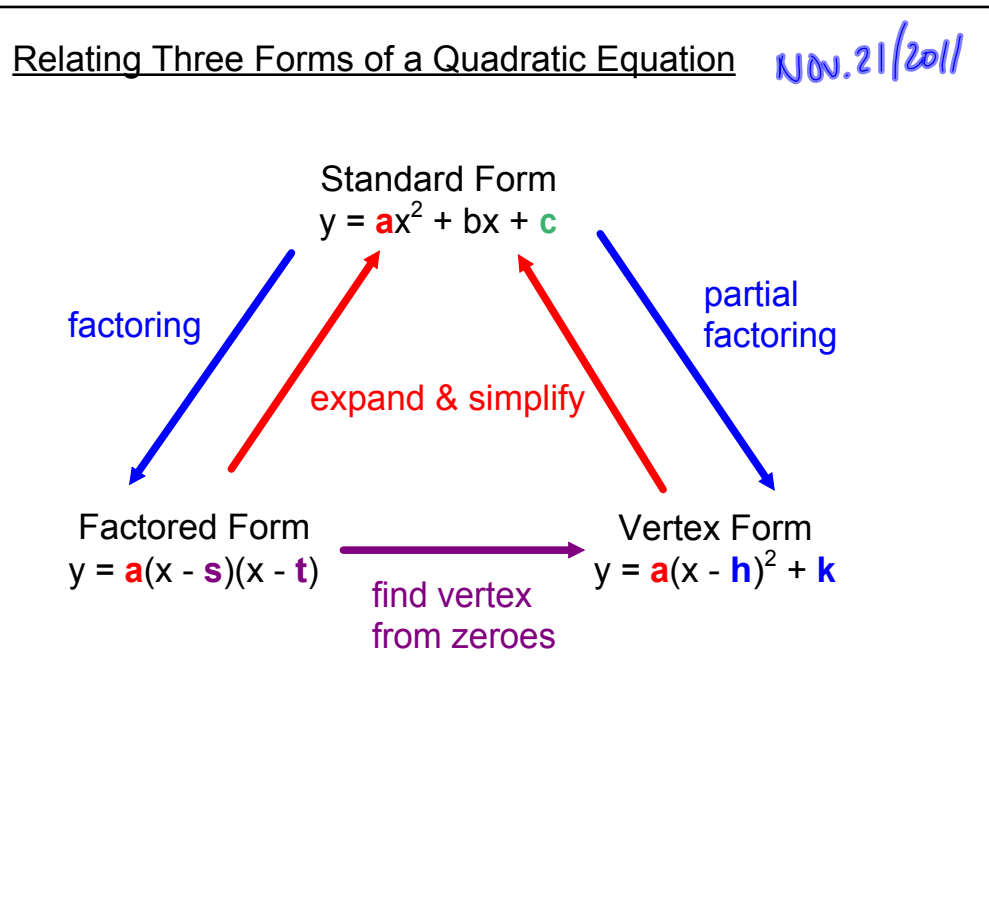 Relating Three Forms of a Quadratic Equation Nov. 21/2011
Standard Form
y = ax² + bx + c
factoring
partial
factoring
expand & simplify
Factored Form
y = a(x - s)(x - t)
Vertex Form
y = a(x - h)² + k
find vertex
from zeroes